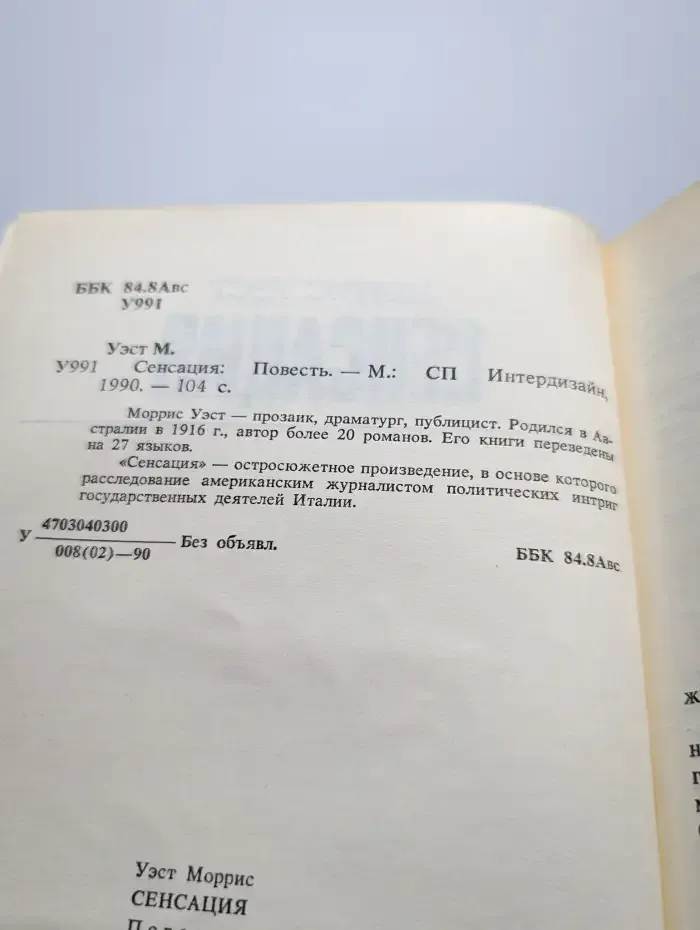 ББК 84.8Авс
У991
Уэст М.
У991 Сенсация: Повесть. — М.: СП Интердизайн,
1990. — 104 с.
Моррис Уэст — прозаик, драматург, публицист. Родился в Ав-
стралии в 1916 г., автор более 20 романов. Его книги переведены
на 27 языков.
«Сенсация» — остросюжетное произведение, в основе которого
расследование американским журналистом политических интриг
государственных деятелей Италии.
У 4703040300
008(02)—90 Без объявл.
ББК 84.8Авс
Уэст Моррис
СЕНСАЦИЯ